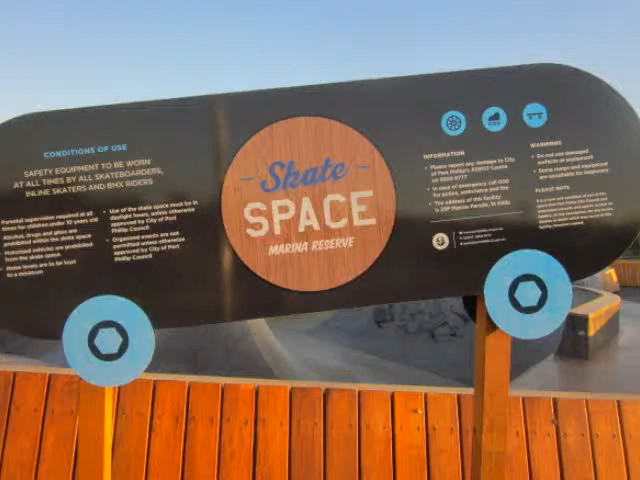 CONDITIONS OF USE
SAFETY EQUIPMENT TO BE WORN
AT ALL TIMES BY ALL SKATEBOARDERS,
INLINE SKATERS AND BMX RIDERS
Parental supervision required at all
times for children under 10 years old
Alcohol, drugs and glass are
prohibited within the skate space
Motorbikes are prohibited
from the skate space
Noise levels are to be kept
to a minimum
• Use of the skate space must be in
daylight hours, unless otherwise
approved by City of Port
Phillip Council
• Organised events are not
permitted unless otherwise
approved by City of Port
Phillip Council
Skate
SPACE
MARINA RESERVE
INFORMATION
• Please report any damage to City
of Port Phillip's ASSIST Centre
on 9209 6777
• In case of emergency call 000
for police, ambulance and fire
• The address of this facility
is 29P Marine Parade, St Kilda
WARNINGS
• Do not use damaged
surfaces or equipment
• Some ramps and equipment
are unsuitable for beginners
PLEASE NOTE